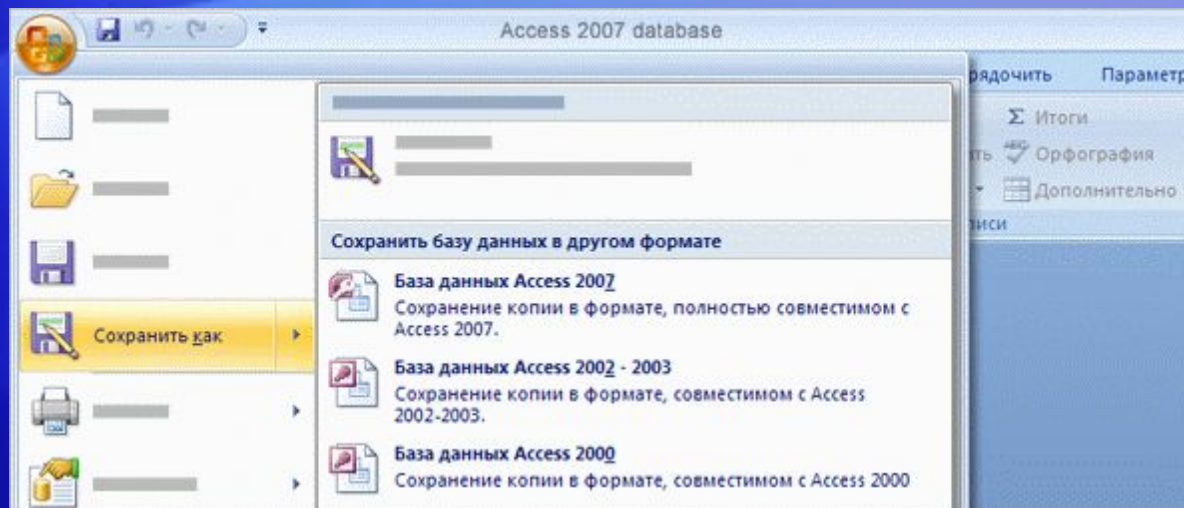 Access 2007 database
рядочить Параметр
Σ Итоги
ть Орфография
Дополнительно
писи
Сохранить базу данных в другом формате
База данных Access 2007
Сохранение копии в формате, полностью совместимом с
Access 2007.
Сохранить как
База данных Access 2002 - 2003
Сохранение копии в формате, совместимом с Access
2002-2003.
База данных Access 2000
Сохранение копии в формате, совместимом с Access 2000